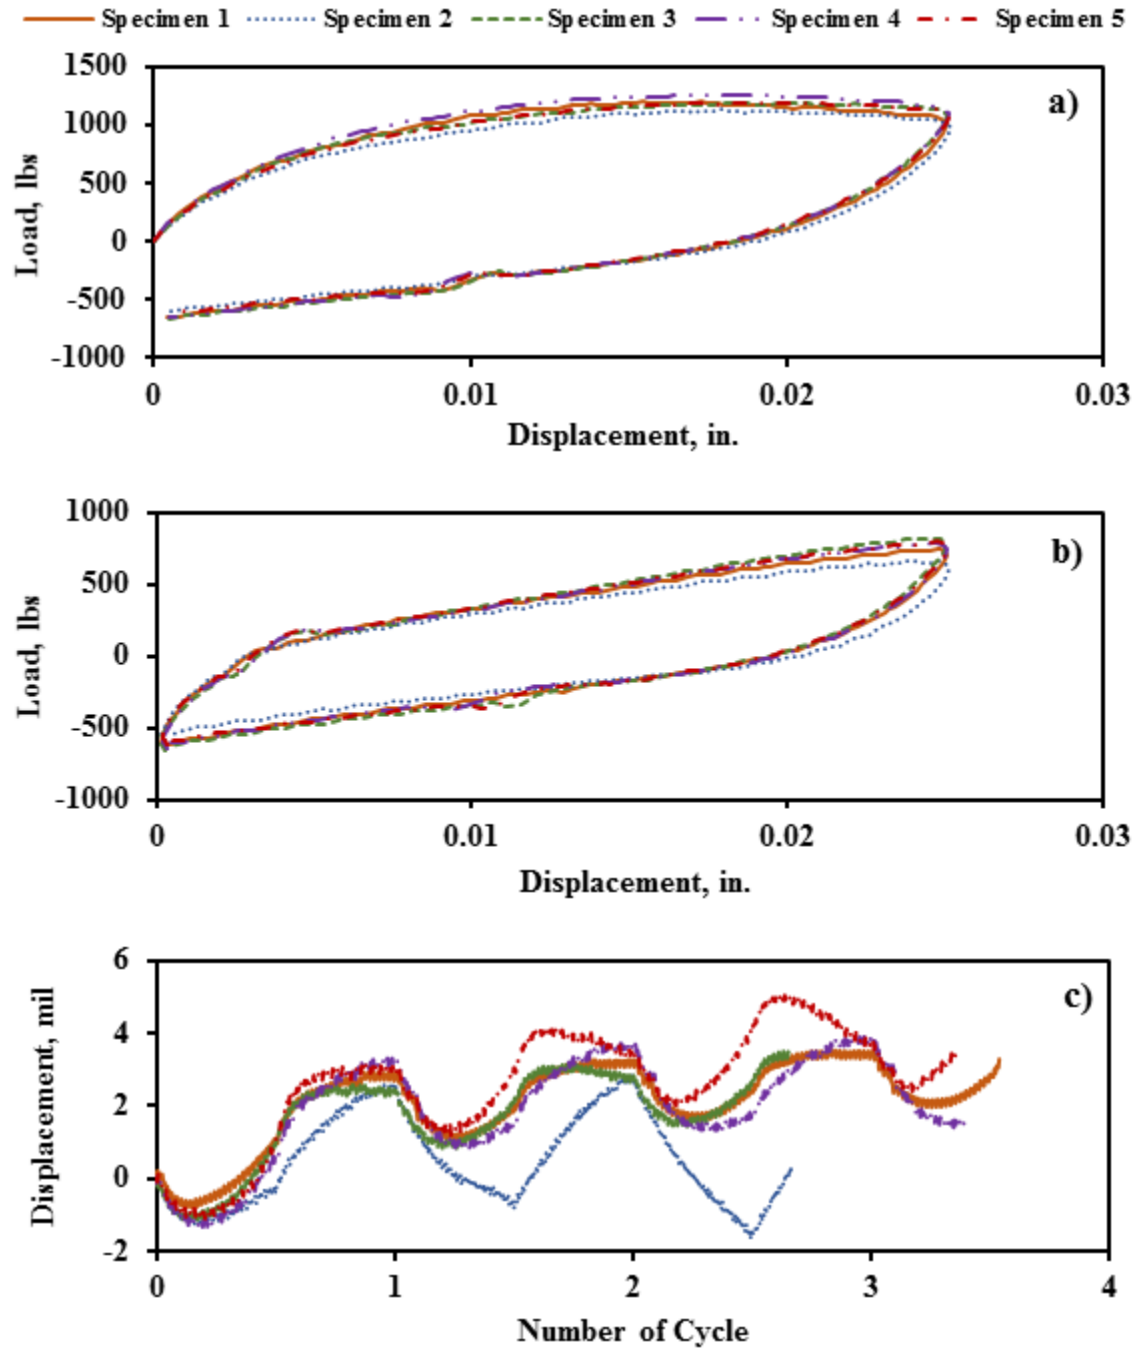 Specimen 1 Specimen 2 Specimen 3 Specimen 4 Specimen 5
1500
a)
1000
500
0
-500
-1000
Load, lbs
0 0.01 0.02 0.03
Displacement, in.
1000
b)
500
0
-500
-1000
Load, lbs
0 0.01 0.02 0.03
Displacement, in.
6
c)
4
2
0
-2
Displacement, mil
0 1 2 3 4
Number of Cycle